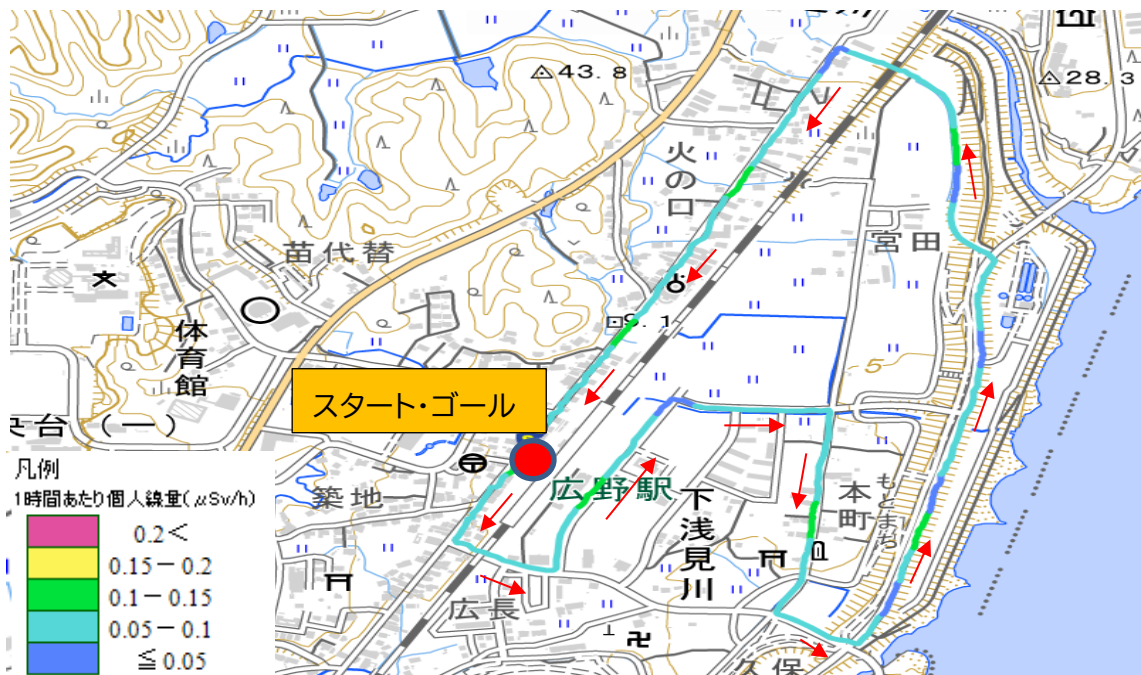 43.8
28.3
火の口
苗代替
宮田
体育館
9.1
5
スタート・ゴール
央台(一)
凡例
1時間あたり個人線量(μSv/h)
0.2<
0.15-0.2
0.1-0.15
0.05-0.1
≦0.05
築地
広野駅
下浅見川
本町
もとまち
広長
久保